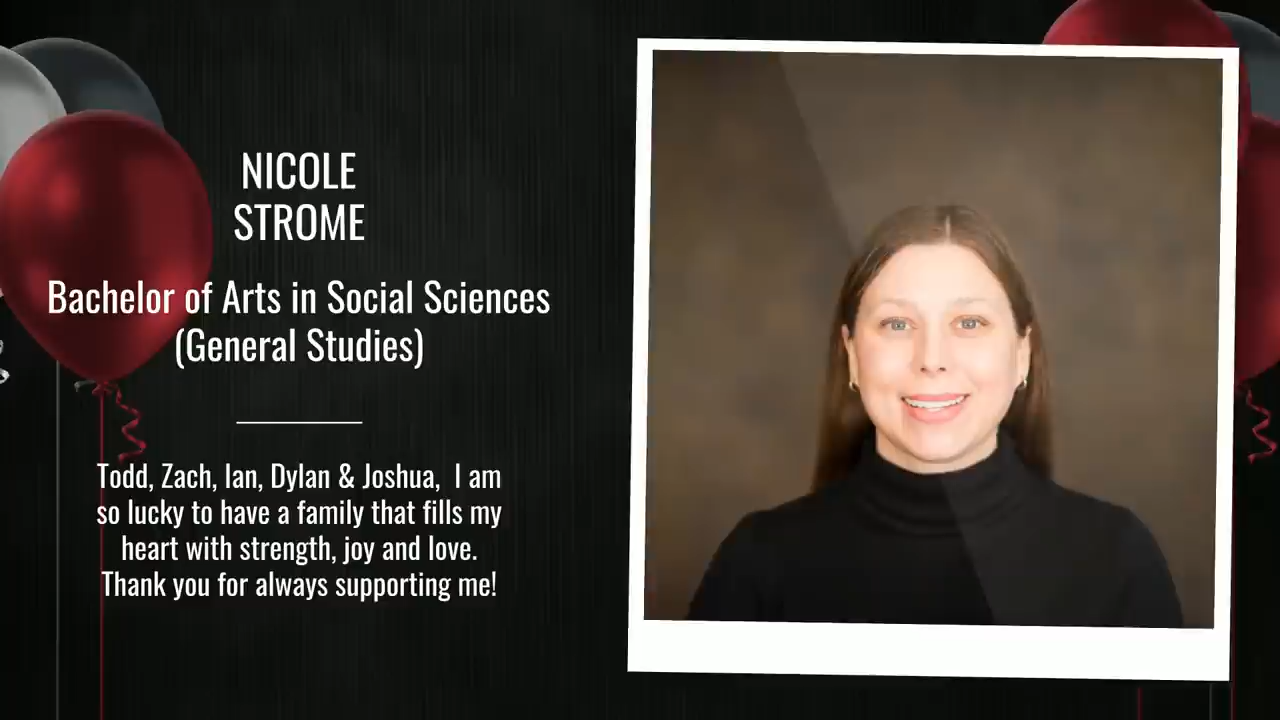 NICOLE
STROME
Bachelor of Arts in Social Sciences
(General Studies)
Todd, Zach, Ian, Dylan & Joshua,  I am
so lucky to have a family that fills my
heart with strength, joy and love.
Thank you for always supporting me!